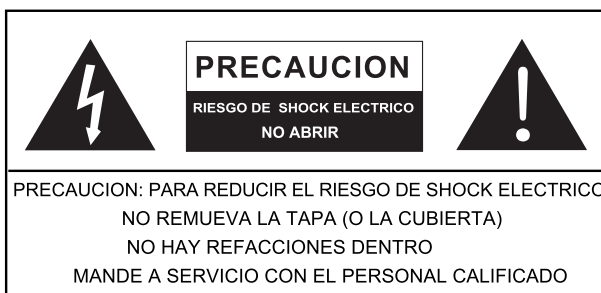 PRECAUCION
RIESGO DE SHOCK ELECTRICO
NO ABRIR
PRECAUCION: PARA REDUCIR EL RIESGO DE SHOCK ELECTRICO
NO REMUEVA LA TAPA (O LA CUBIERTA)
NO HAY REFACCIONES DENTRO
MANDE A SERVICIO CON EL PERSONAL CALIFICADO